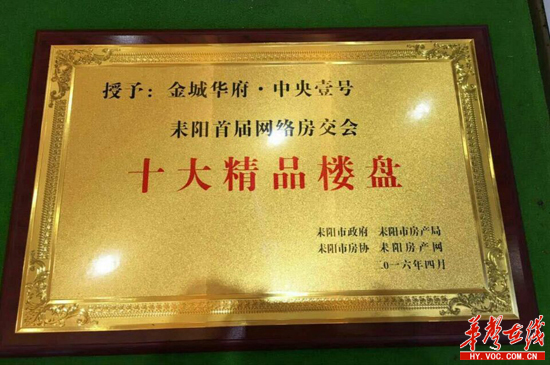 授予：金城华府·中央壹号
耒阳首届网络房交会
十大精品楼盘
耒阳市政府 耒阳市房产局
耒阳市房协 耒阳房产网
二0一六年四月
华声在线
HY.VOC.COM.CN